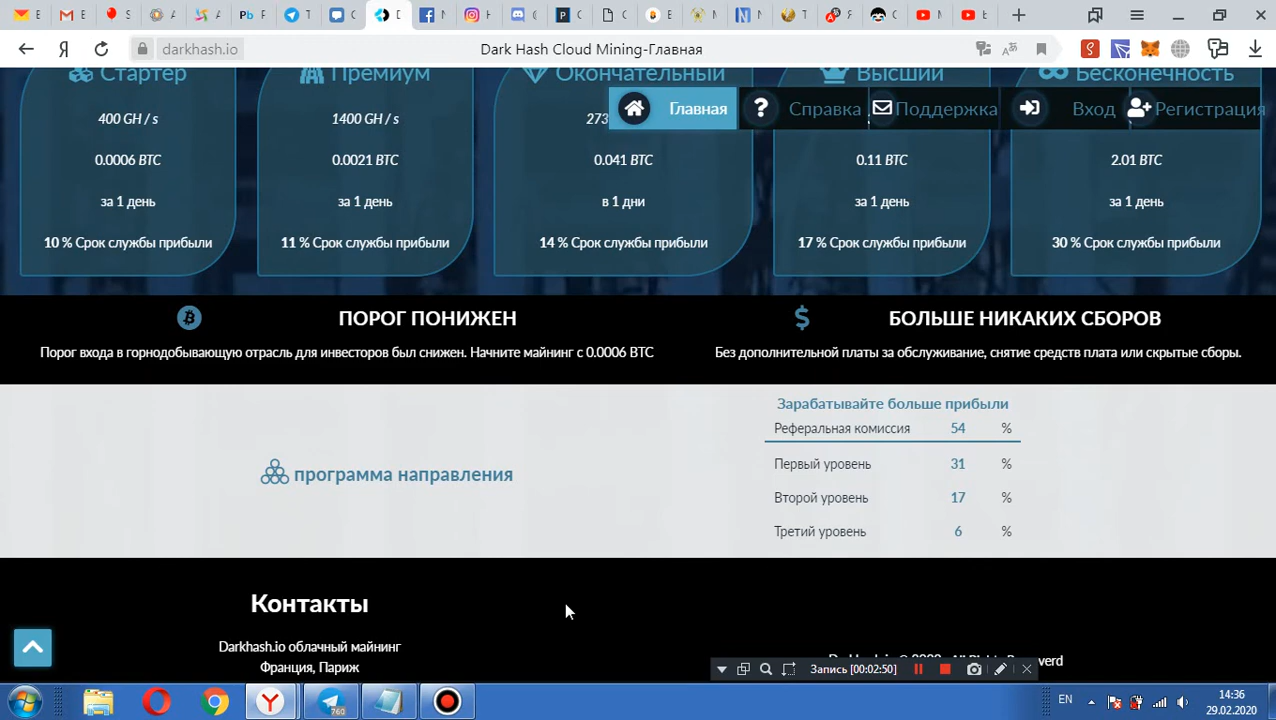 darkhash.io
Dark Hash Cloud Mining-Главная
Стартер
Премиум
Окончательный
Высший
Бесконечность
Главная
Справка
Поддержка
Вход
Регистрация
400 GH / s
1400 GH / s
0.0006 BTC
0.0021 BTC
0.041 BTC
0.11 BTC
2.01 BTC
за 1 день
за 1 день
в 1 дни
за 1 день
за 1 день
10 % Срок службы прибыли
11 % Срок службы прибыли
14 % Срок службы прибыли
17 % Срок службы прибыли
30 % Срок службы прибыли
ПОРОГ ПОНИЖЕН
БОЛЬШЕ НИКАКИХ СБОРОВ
Порог входа в горнодобывающую отрасль для инвесторов был снижен. Начните майнинг с 0.0006 BTC
Без дополнительной платы за обслуживание, снятие средств плата или скрытые сборы.
Зарабатывайте больше прибыли
Реферальная комиссия 54 %
программа направления
Первый уровень 31 %
Второй уровень 17 %
Третий уровень 6 %
Контакты
Darkhash.io облачный майнинг
Франция, Париж
Запись [00:02:50]
760
EN
14:36
29.02.2020